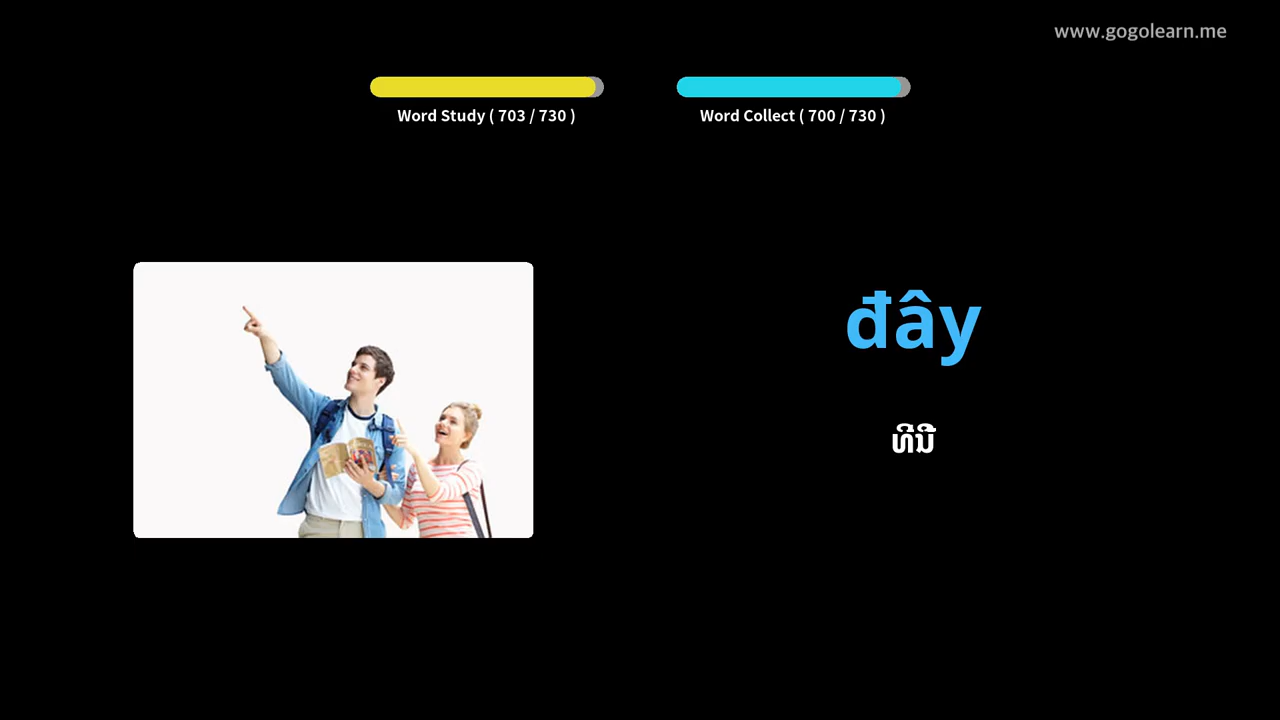 www.gogolearn.me
Word Study ( 703 / 730 )
Word Collect ( 700 / 730 )
đây
ທີ່ນີ້